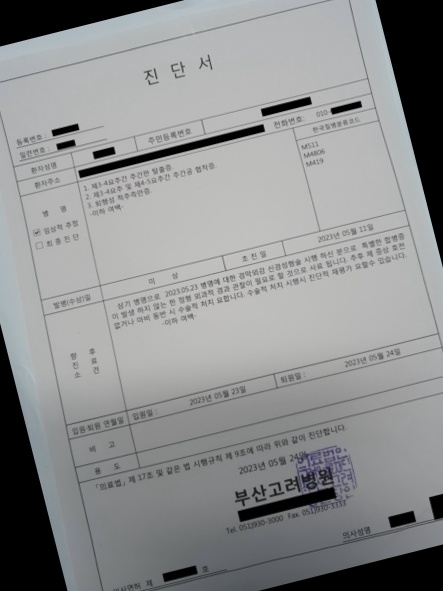 진 단 서
등록번호 :
일련번호 :
환자성명
주민등록번호
환자주소
전화번호: 010-
병 명
☑ 임상적 추정
☐ 최 종 진 단
1. 제3-4요추간 추간판 탈출증.
2. 제3-4요추 및 제4-5요추간 추간공 협착증.
3. 퇴행성 척추측만증.
-이하 여백-
한국질병분류코드
M511
M4806
M419
발병(수상)일
미 상
초 진 일
2023년 05월 11일
향 후 진 료
소 견
상기 병명으로 2023.05.23 병명에 대한 경막외강 신경성형술 시행 하신 분으로 특별한 합병증
이 발생 하지 않는 한 정형 외과적 경과 관찰이 필요로 할 것으로 사료 됩니다. 추후 제 증상 호전
없거나 마비 동반 시 수술적 처치 요합니다. 수술적 처치 시행시 진단적 재평가 요할수 있습니다.
-이하 여백-
입원·퇴원 연월일
입원일 : 2023년 05월 23일
퇴원일 : 2023년 05월 24일
비 고
용 도
「의료법」 제 17조 및 같은 법 시행규칙 제 9조에 따라 위와 같이 진단합니다.
2023년 05월 24일
부산고려병원
Tel. 051)930-3000 Fax. 051)930-3333
의사면허 제 호
의사성명